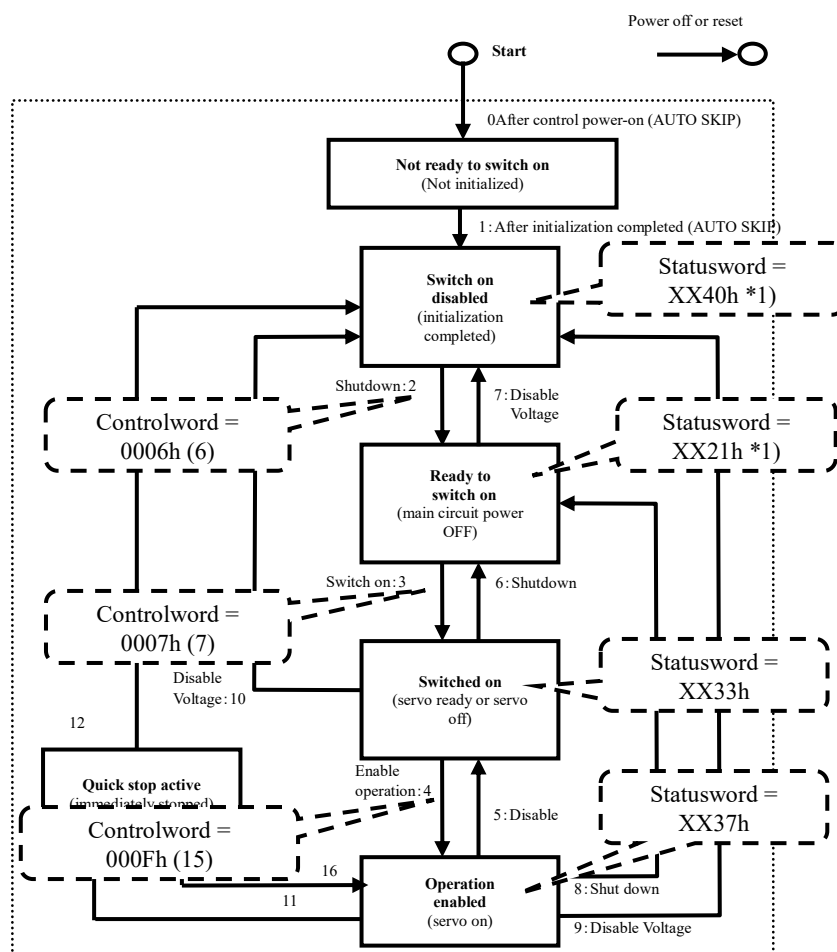 Power off or reset
Start
0After control power-on (AUTO SKIP)
Not ready to switch on
(Not initialized)
1:After initialization completed (AUTO SKIP)
Switch on
disabled
(initialization
completed)
Statusword =
XX40h *1)
Shutdown:2
7:Disable
Voltage
Controlword =
0006h (6)
Statusword =
XX21h *1)
Ready to
switch on
(main circuit power
OFF)
Switch on:3
6:Shutdown
Controlword =
0007h (7)
Disable
Voltage:10
Switched on
(servo ready or servo
off)
Statusword =
XX33h
12
Quick stop active
(immediately stopped)
Enable
operation:4
5:Disable
Statusword =
XX37h
Controlword =
000Fh (15)
16
11
Operation
enabled
(servo on)
8:Shut down
9:Disable Voltage